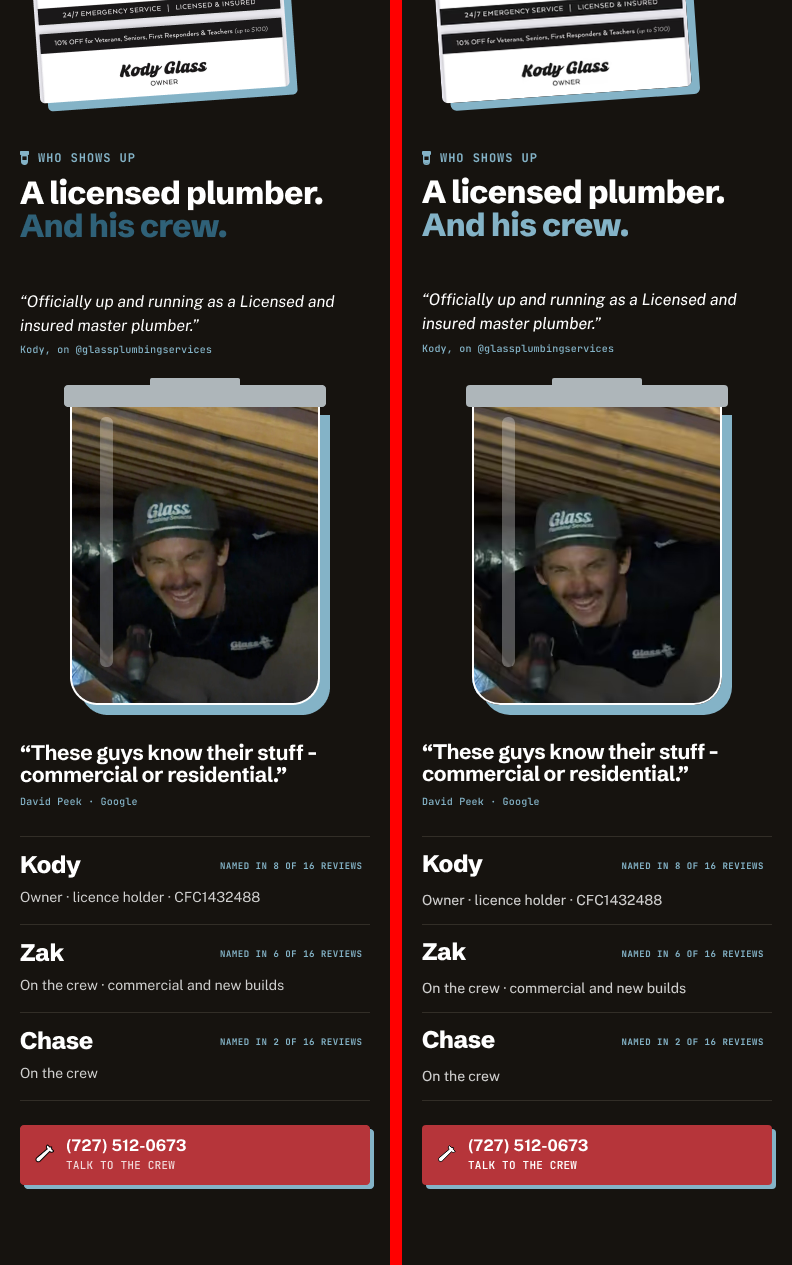 24/7 EMERGENCY SERVICE | LICENSED & INSURED
10% OFF for Veterans, Seniors, First Responders & Teachers (up to $100)
Kody Glass
OWNER
WHO SHOWS UP
A licensed plumber.
And his crew.
“Officially up and running as a Licensed and
insured master plumber.”
Kody, on @glassplumbingservices
Glass
Plumbing Services
Glass
“These guys know their stuff -
commercial or residential.”
David Peek · Google
Kody
NAMED IN 8 OF 16 REVIEWS
Owner · licence holder · CFC1432488
Zak
NAMED IN 6 OF 16 REVIEWS
On the crew · commercial and new builds
Chase
NAMED IN 2 OF 16 REVIEWS
On the crew
(727) 512-0673
TALK TO THE CREW
24/7 EMERGENCY SERVICE | LICENSED & INSURED
10% OFF for Veterans, Seniors, First Responders & Teachers (up to $100)
Kody Glass
OWNER
WHO SHOWS UP
A licensed plumber.
And his crew.
“Officially up and running as a Licensed and
insured master plumber.”
Kody, on @glassplumbingservices
Glass
Plumbing Services
Glass
“These guys know their stuff -
commercial or residential.”
David Peek · Google
Kody
NAMED IN 8 OF 16 REVIEWS
Owner · licence holder · CFC1432488
Zak
NAMED IN 6 OF 16 REVIEWS
On the crew · commercial and new builds
Chase
NAMED IN 2 OF 16 REVIEWS
On the crew
(727) 512-0673
TALK TO THE CREW